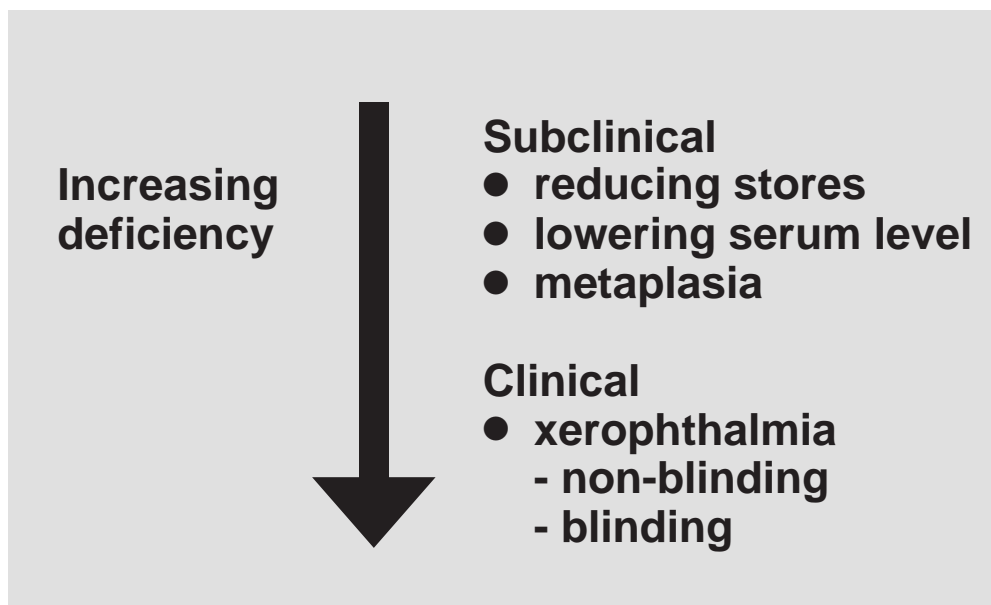 Increasing
deficiency
Subclinical
● reducing stores
● lowering serum level
● metaplasia
Clinical
● xerophthalmia
- non-blinding
- blinding